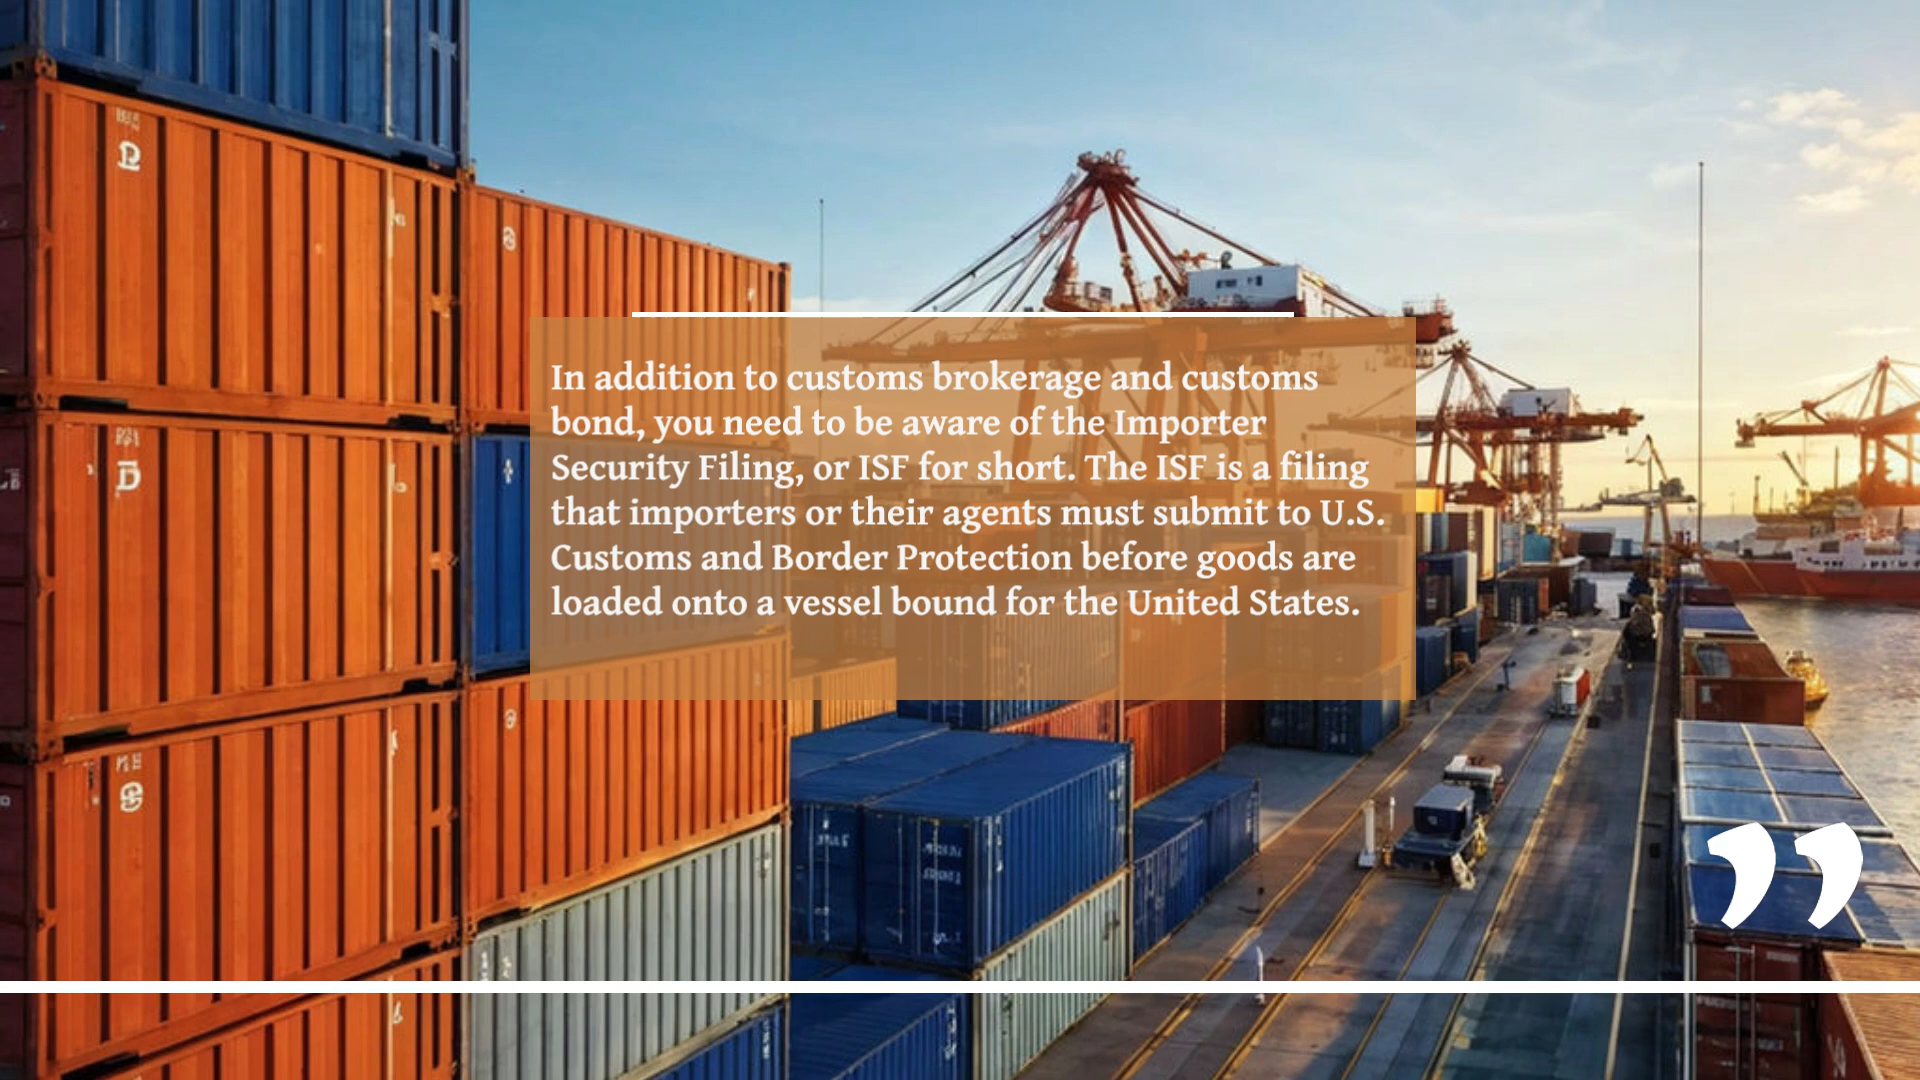 In addition to customs brokerage and customs
bond, you need to be aware of the Importer
Security Filing, or ISF for short. The ISF is a filing
that importers or their agents must submit to U.S.
Customs and Border Protection before goods are
loaded onto a vessel bound for the United States.
”